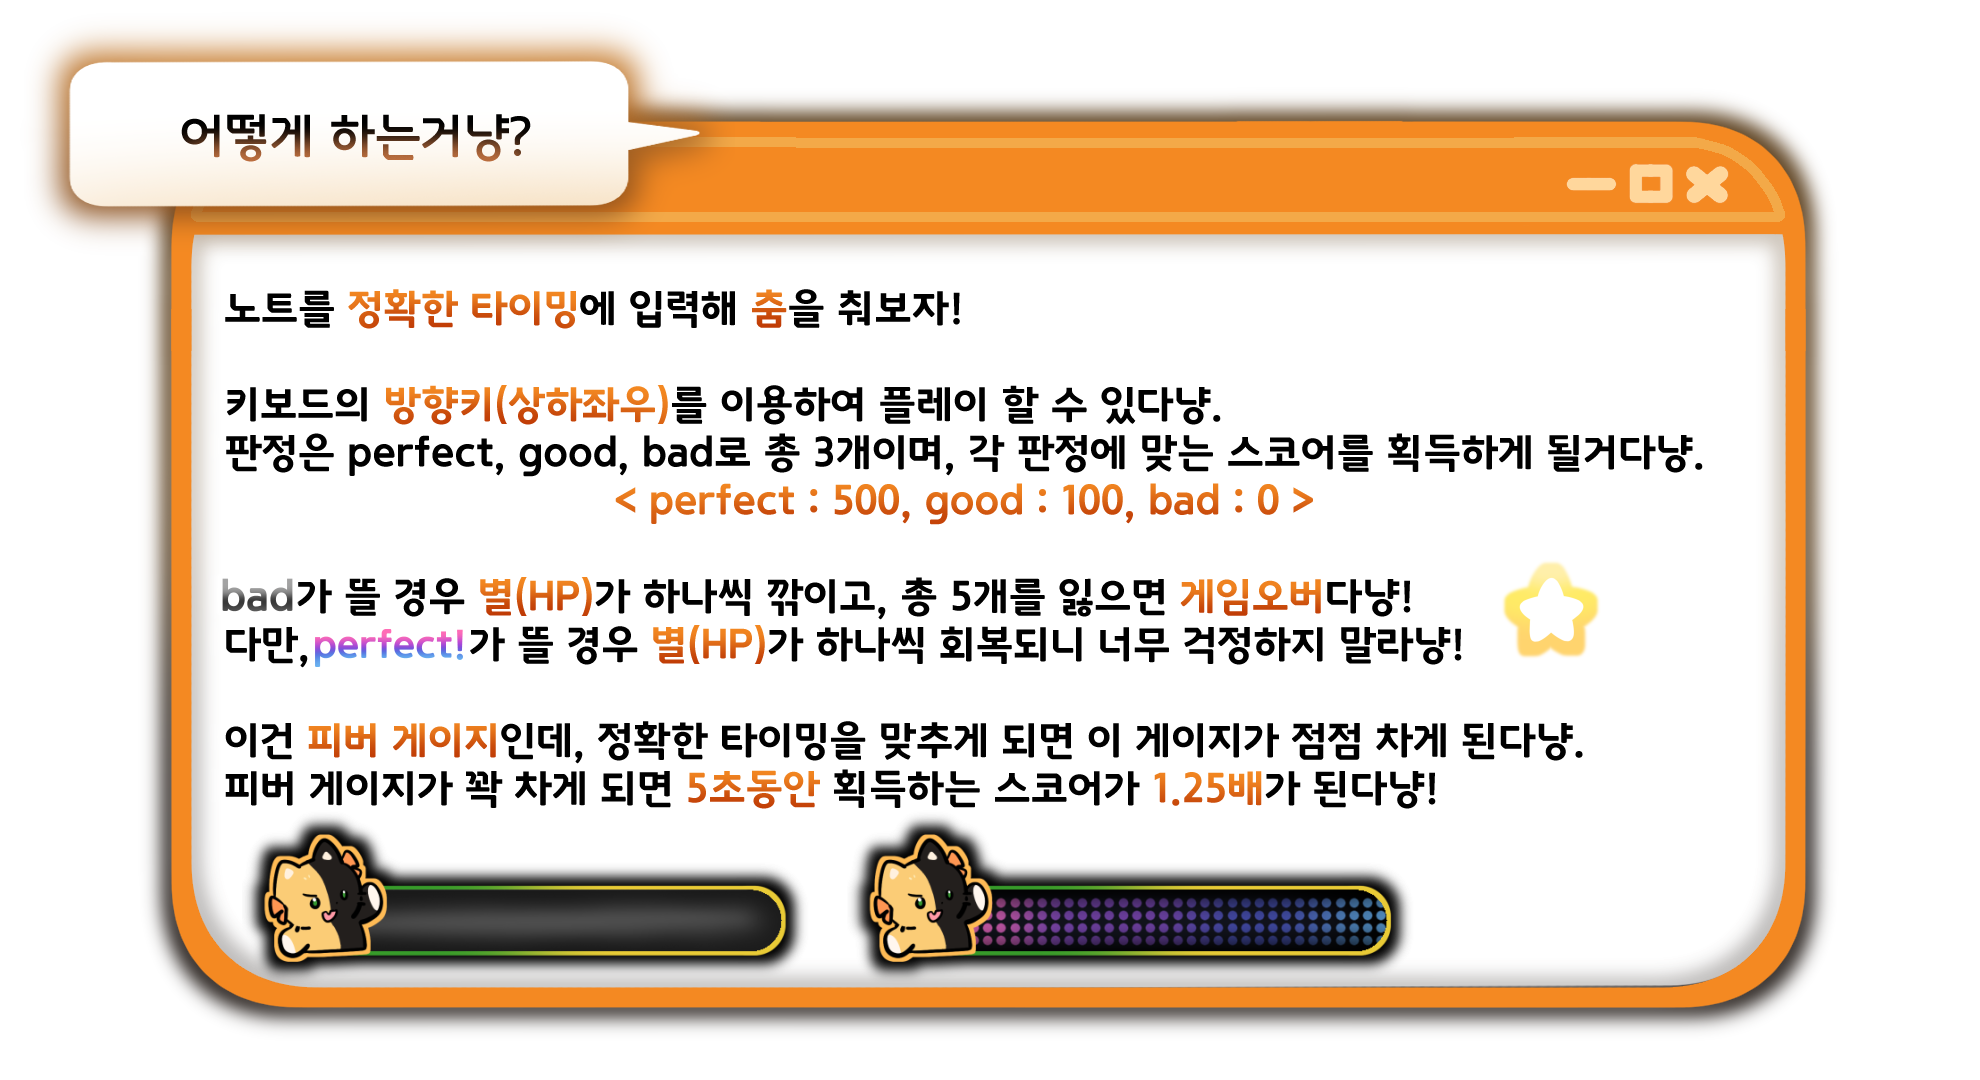 어떻게 하는거냥?
노트를 정확한 타이밍에 입력해 춤을 춰보자!
키보드의 방향키(상하좌우)를 이용하여 플레이 할 수 있다냥.
판정은 perfect, good, bad로 총 3개이며, 각 판정에 맞는 스코어를 획득하게 될거다냥.
< perfect : 500, good : 100, bad : 0 >
bad가 뜰 경우 별(HP)가 하나씩 깎이고, 총 5개를 잃으면 게임오버다냥!
다만,perfect!가 뜰 경우 별(HP)가 하나씩 회복되니 너무 걱정하지 말라냥!
이건 피버 게이지인데, 정확한 타이밍을 맞추게 되면 이 게이지가 점점 차게 된다냥.
피버 게이지가 꽉 차게 되면 5초동안 획득하는 스코어가 1.25배가 된다냥!